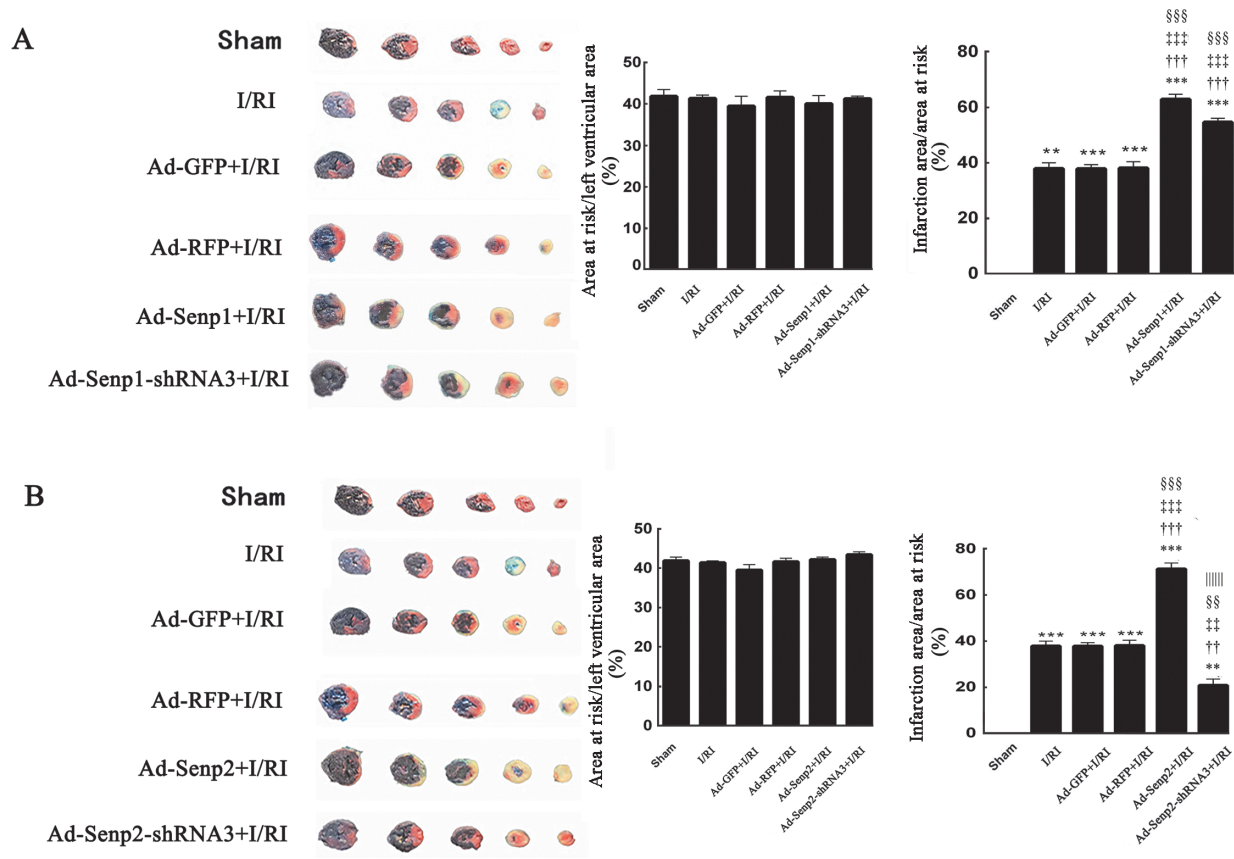 A
Sham
I/RI
Ad-GFP+I/RI
Ad-RFP+I/RI
Ad-Senp1+I/RI
Ad-Senp1-shRNA3+I/RI
Area at risk/left ventricular area
(%)
50
40
30
20
10
0
Sham
I/RI
Ad-GFP+I/RI
Ad-RFP+I/RI
Ad-Senp1+I/RI
Ad-Senp1-shRNA3+I/RI
Infarction area/area at risk
(%)
80
60
40
20
0
**
***
***
§§§
‡‡‡
†††
***
§§§
‡‡‡
†††
***
Sham
I/RI
Ad-GFP+I/RI
Ad-RFP+I/RI
Ad-Senp1+I/RI
Ad-Senp1-shRNA3+I/RI
B
Sham
I/RI
Ad-GFP+I/RI
Ad-RFP+I/RI
Ad-Senp2+I/RI
Ad-Senp2-shRNA3+I/RI
Area at risk/left ventricular area
(%)
50
40
30
20
10
0
Sham
I/RI
Ad-GFP+I/RI
Ad-RFP+I/RI
Ad-Senp2+I/RI
Ad-Senp2-shRNA3+I/RI
Infarction area/area at risk
(%)
80
60
40
20
0
***
***
***
§§§
‡‡‡
†††
***
||||||
§§
‡‡
††
**
Sham
I/RI
Ad-GFP+I/RI
Ad-RFP+I/RI
Ad-Senp2+I/RI
Ad-Senp2-shRNA3+I/RI